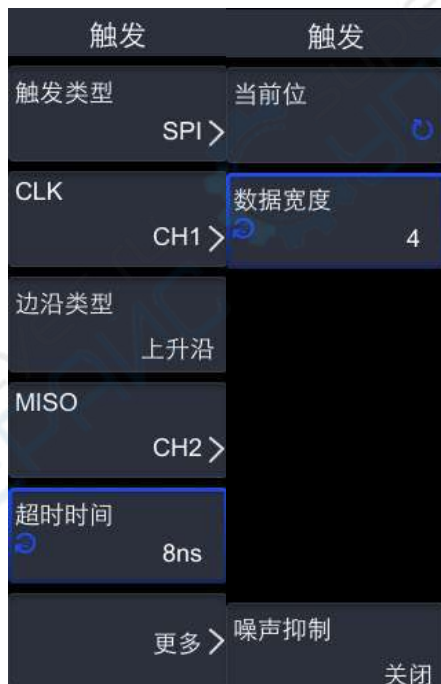 触发
触发类型
SPI
CLK
CH1
边沿类型
上升沿
MISO
CH2
超时时间
8ns
更多
触发
当前位
数据宽度
4
噪声抑制
关闭